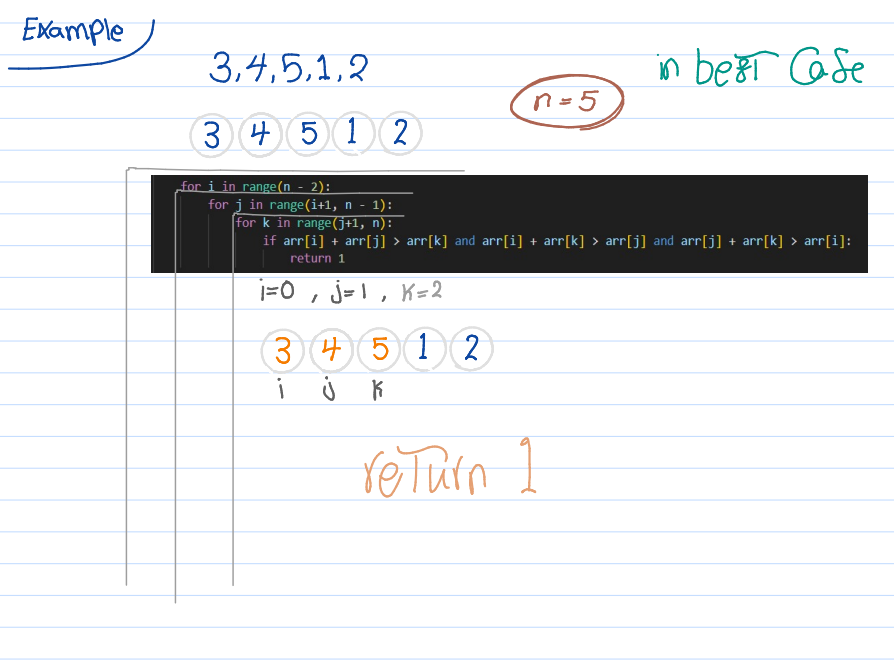 Example
3,4,5,1,2
in best Case
n = 5
3 4 5 1 2
for i in range(n - 2):
for j in range(i+1, n - 1):
for k in range(j+1, n):
if arr[i] + arr[j] > arr[k] and arr[i] + arr[k] > arr[j] and arr[j] + arr[k] > arr[i]:
return 1
i=0 , j=1 , k=2
3 4 5 1 2
i j k
return 1